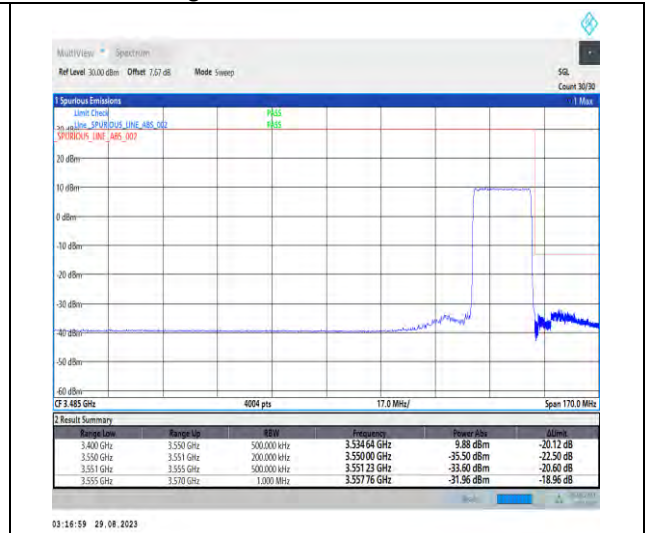 MultiView Spectrum
Ref Level 30.00 dBm Offset 7.67 dB Mode Sweep SGL
Count 30/30
1 Spurious Emissions 1 Max
Limit Check PASS
Line _SPURIOUS_LINE_ABS_002 PASS
_SPURIOUS_LINE_ABS_002
20 dBm
10 dBm
0 dBm
-10 dBm
-20 dBm
-30 dBm
-40 dBm
-50 dBm
-60 dBm
CF 3.485 GHz 4004 pts 17.0 MHz/ Span 170.0 MHz
2 Result Summary
Range Low Range Up RBW Frequency Power Abs ΔLimit
3.400 GHz 3.550 GHz 500.000 kHz 3.534 64 GHz 9.88 dBm -20.12 dB
3.550 GHz 3.551 GHz 200.000 kHz 3.550 00 GHz -35.50 dBm -22.50 dB
3.551 GHz 3.555 GHz 500.000 kHz 3.551 23 GHz -33.60 dBm -20.60 dB
3.555 GHz 3.570 GHz 1.000 MHz 3.557 76 GHz -31.96 dBm -18.96 dB
03:16:59 29.08.2023